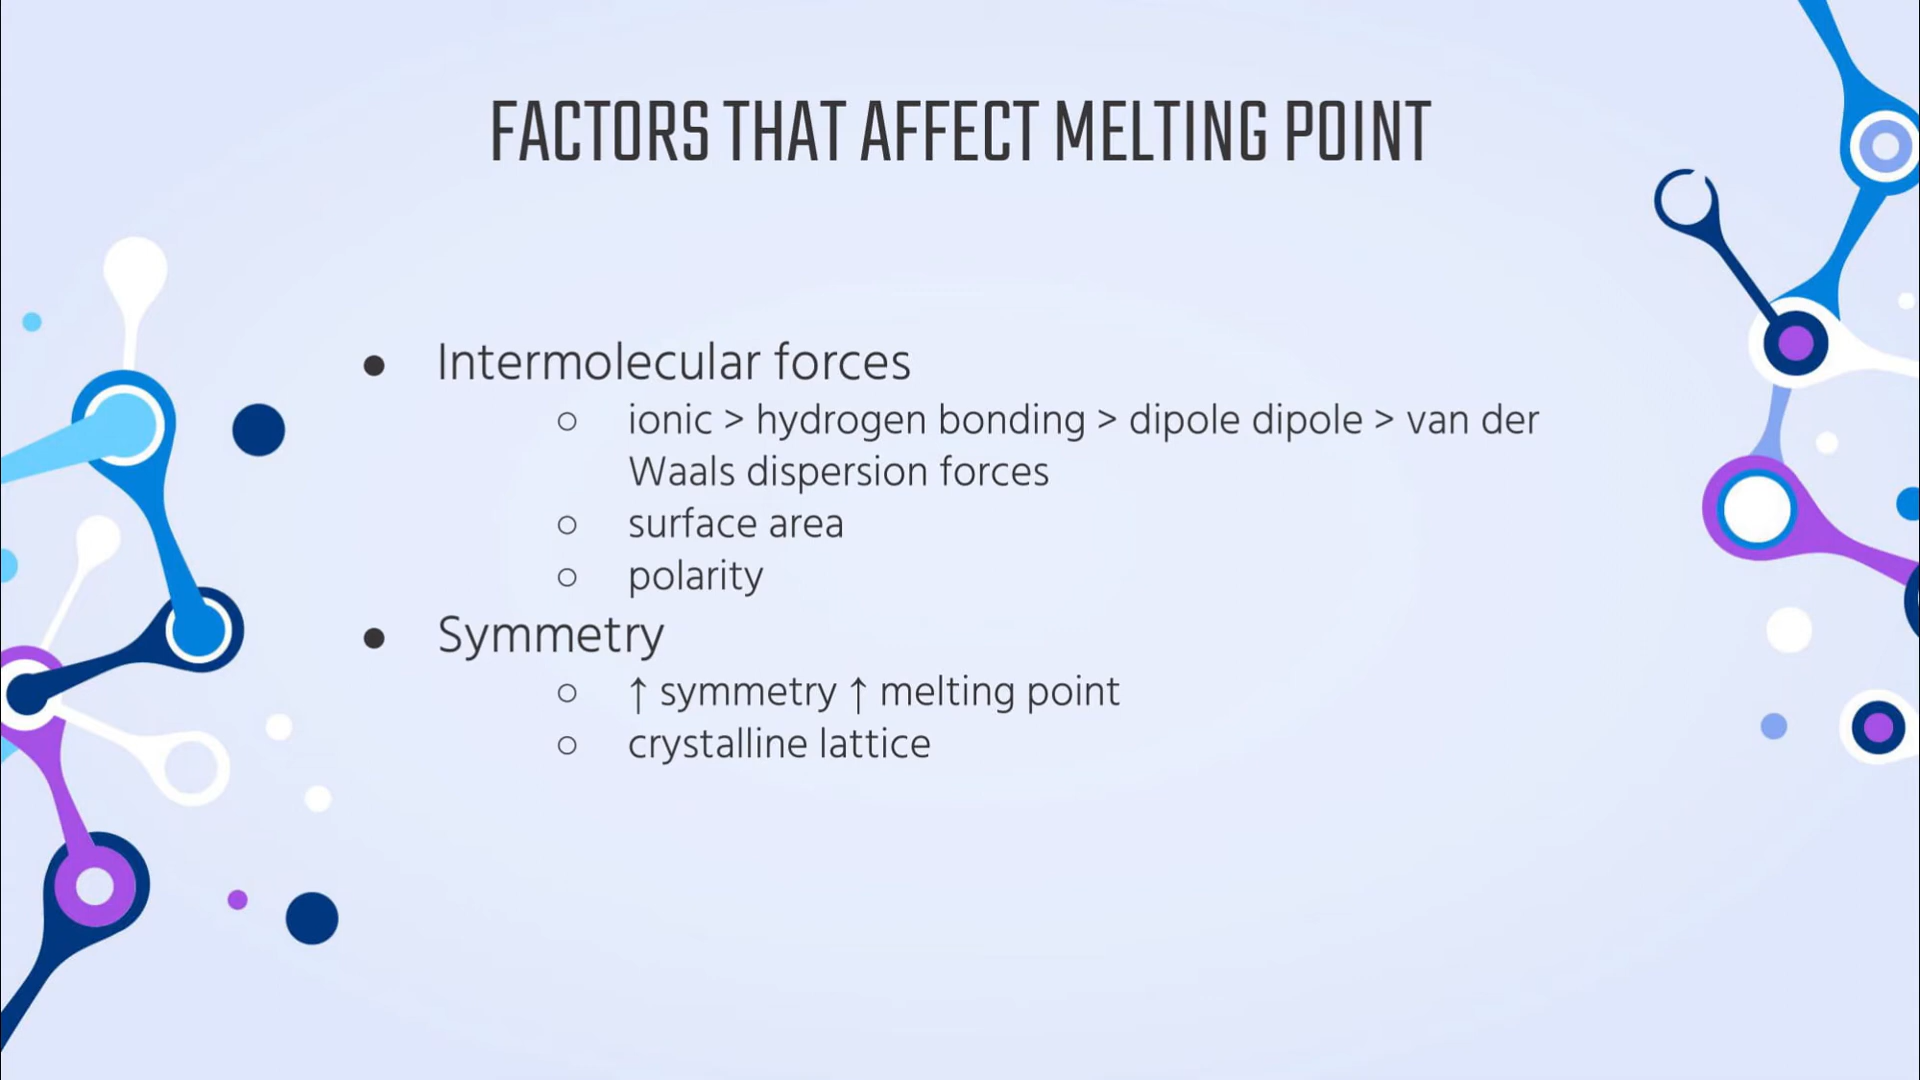 FACTORS THAT AFFECT MELTING POINT
● Intermolecular forces
○ ionic > hydrogen bonding > dipole dipole > van der
Waals dispersion forces
○ surface area
○ polarity
● Symmetry
○ ↑ symmetry ↑ melting point
○ crystalline lattice